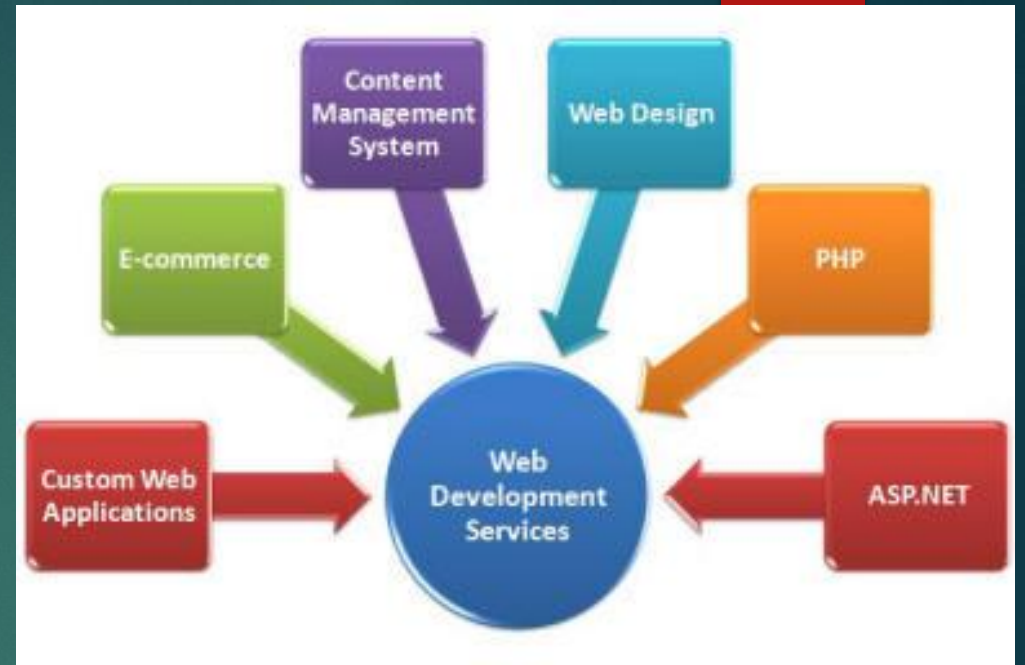 Content
Management
System
Web Design
E-commerce
PHP
Custom Web
Applications
Web
Development
Services
ASP.NET